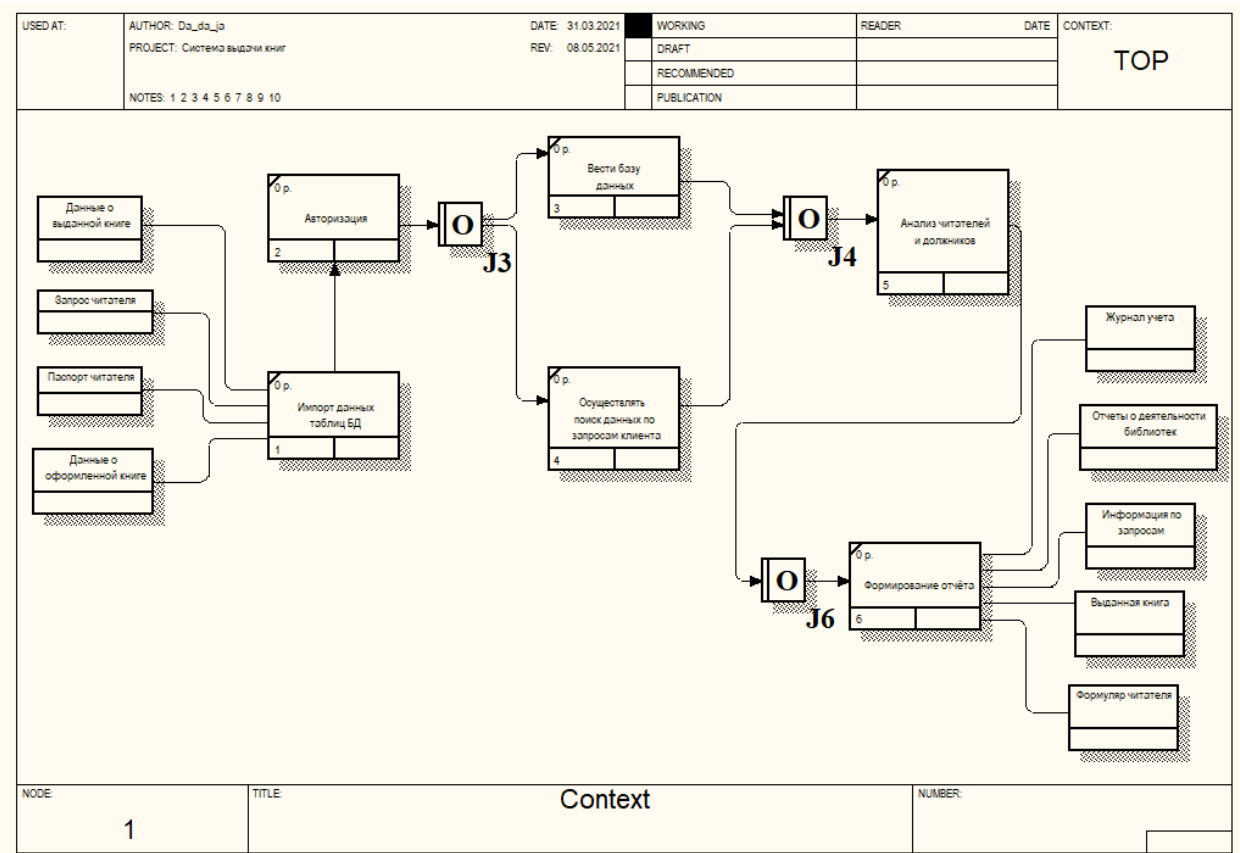 USED AT:
AUTHOR: Da_da_ja
DATE: 31.03.2021
PROJECT: Система выдачи книг
REV: 08.05.2021
NOTES: 1 2 3 4 5 6 7 8 9 10
WORKING
DRAFT
RECOMMENDED
PUBLICATION
READER
DATE
CONTEXT:
TOP
Данные о
выданной книге
Запрос читателя
Паспорт читателя
Данные о
оформленной книге
0 р.
Авторизация
2
0 р.
Импорт данных
таблиц БД
1
O
J3
0 р.
Вести базу
данных
3
0 р.
Осуществлять
поиск данных по
запросам клиента
4
O
J4
0 р.
Анализ читателей
и должников
5
O
J6
0 р.
Формирование отчёта
6
Журнал учета
Отчеты о деятельности
библиотек
Информация по
запросам
Выданная книга
Формуляр читателя
NODE:
1
TITLE:
Context
NUMBER: